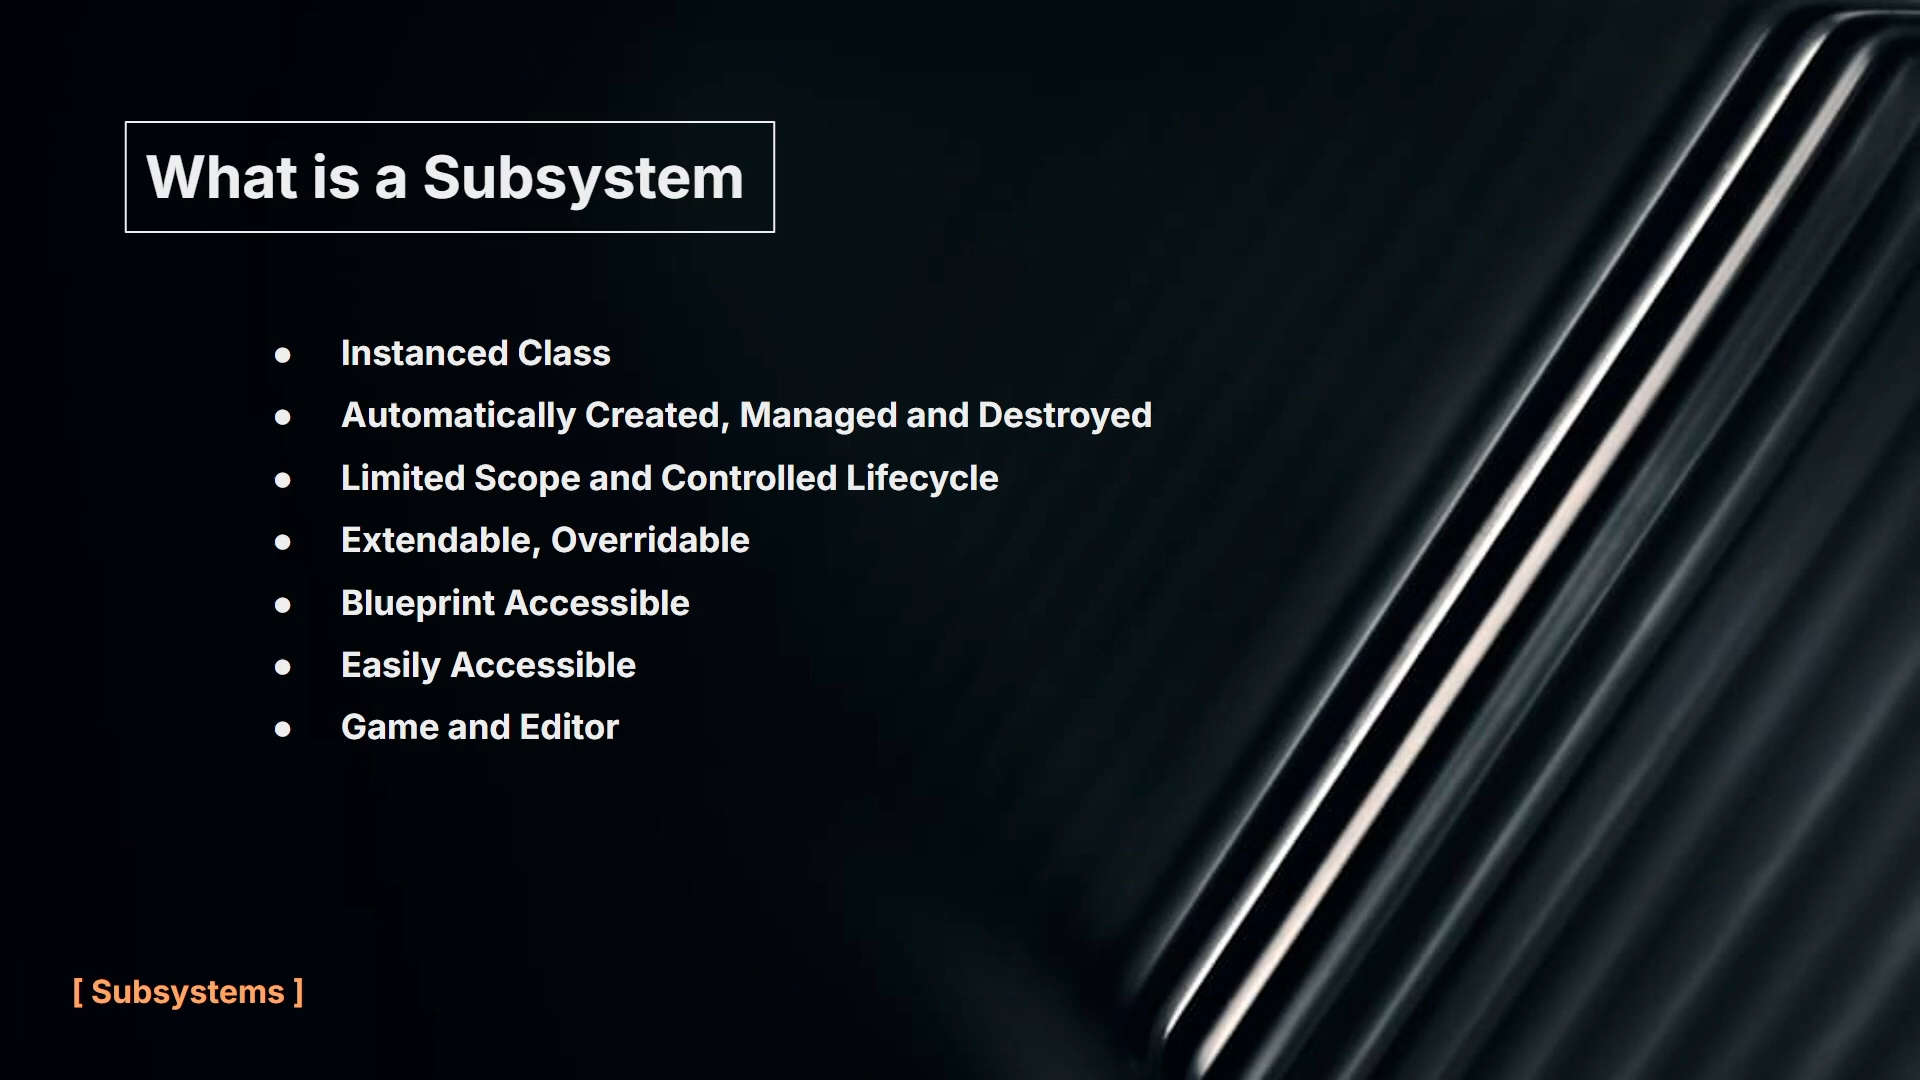 What is a Subsystem
● Instanced Class
● Automatically Created, Managed and Destroyed
● Limited Scope and Controlled Lifecycle
● Extendable, Overridable
● Blueprint Accessible
● Easily Accessible
● Game and Editor
[ Subsystems ]